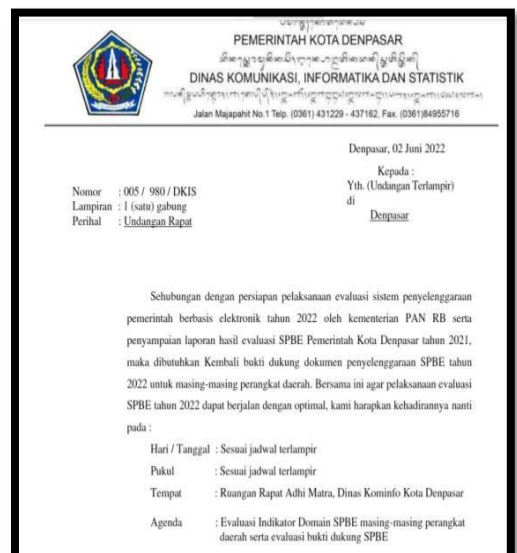 PEMERINTAH KOTA DENPASAR
DINAS KOMUNIKASI, INFORMATIKA DAN STATISTIK
Jalan Majapahit No.1 Telp. (0361) 431229 - 437162, Fax. (0361)84955716
Denpasar, 02 Juni 2022
Kepada :
Nomor : 005 / 980 / DKIS Yth. (Undangan Terlampir)
Lampiran : 1 (satu) gabung di
Perihal : Undangan Rapat Denpasar
Sehubungan dengan persiapan pelaksanaan evaluasi sistem penyelenggaraan
pemerintah berbasis elektronik tahun 2022 oleh kementerian PAN RB serta
penyampaian laporan hasil evaluasi SPBE Pemerintah Kota Denpasar tahun 2021,
maka dibutuhkan Kembali bukti dukung dokumen penyelenggaraan SPBE tahun
2022 untuk masing-masing perangkat daerah. Bersama ini agar pelaksanaan evaluasi
SPBE tahun 2022 dapat berjalan dengan optimal, kami harapkan kehadirannya nanti
pada :
Hari / Tanggal : Sesuai jadwal terlampir
Pukul : Sesuai jadwal terlampir
Tempat : Ruangan Rapat Adhi Matra, Dinas Kominfo Kota Denpasar
Agenda : Evaluasi Indikator Domain SPBE masing-masing perangkat
daerah serta evaluasi bukti dukung SPBE